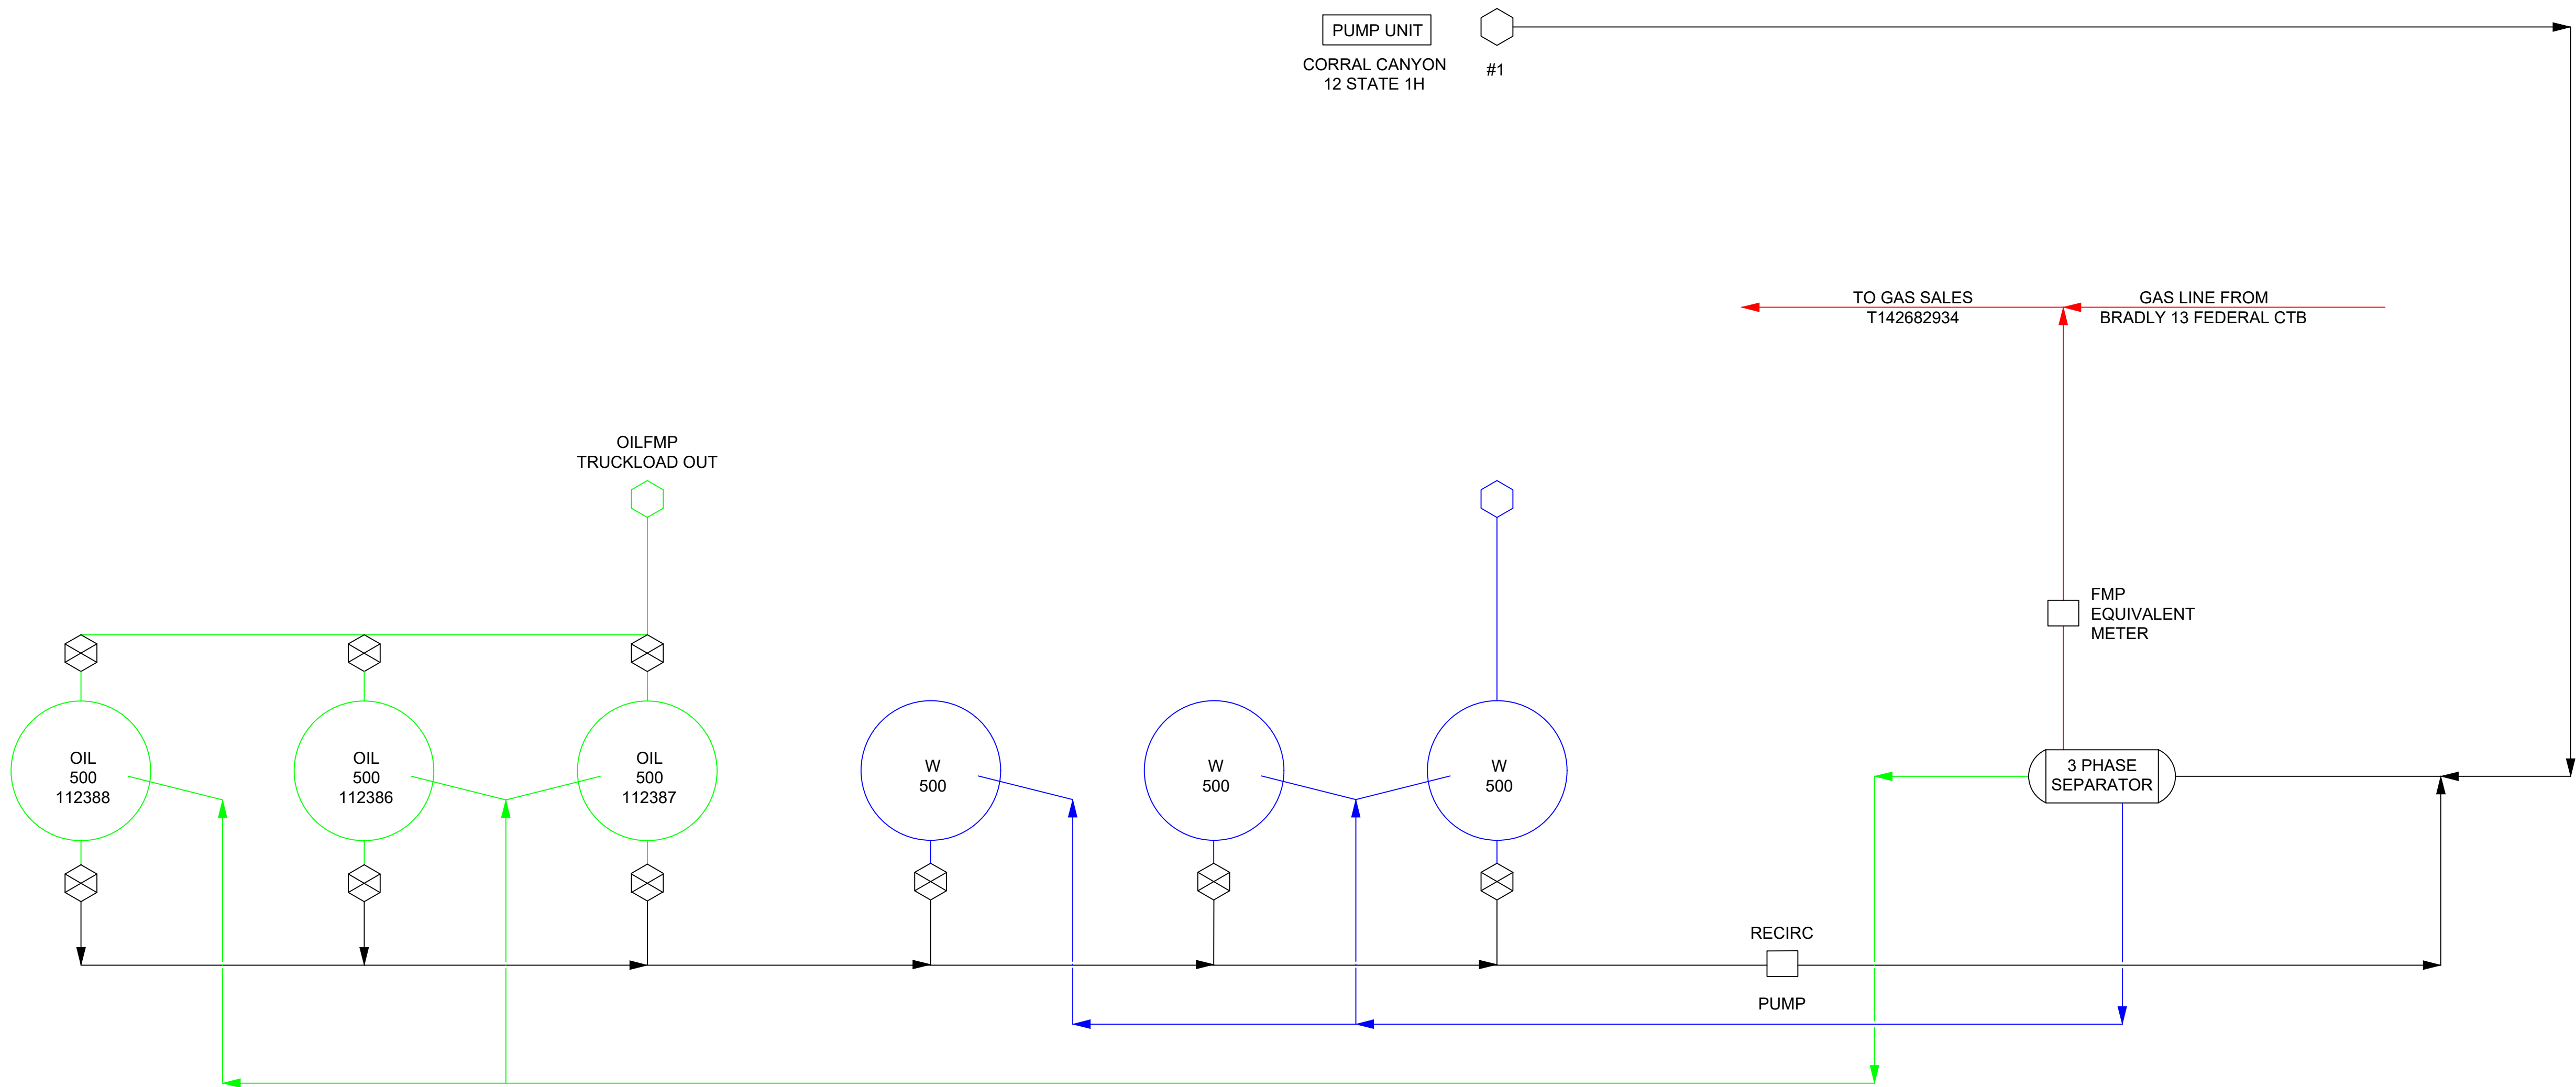 PUMP UNIT
CORRAL CANYON
12 STATE 1H
#1
TO GAS SALES
T142682934
GAS LINE FROM
BRADLY 13 FEDERAL CTB
OILFMP
TRUCKLOAD OUT
FMP
EQUIVALENT
METER
OIL
500
112388
OIL
500
112386
OIL
500
112387
W
500
W
500
W
500
3 PHASE
SEPARATOR
RECIRC
PUMP